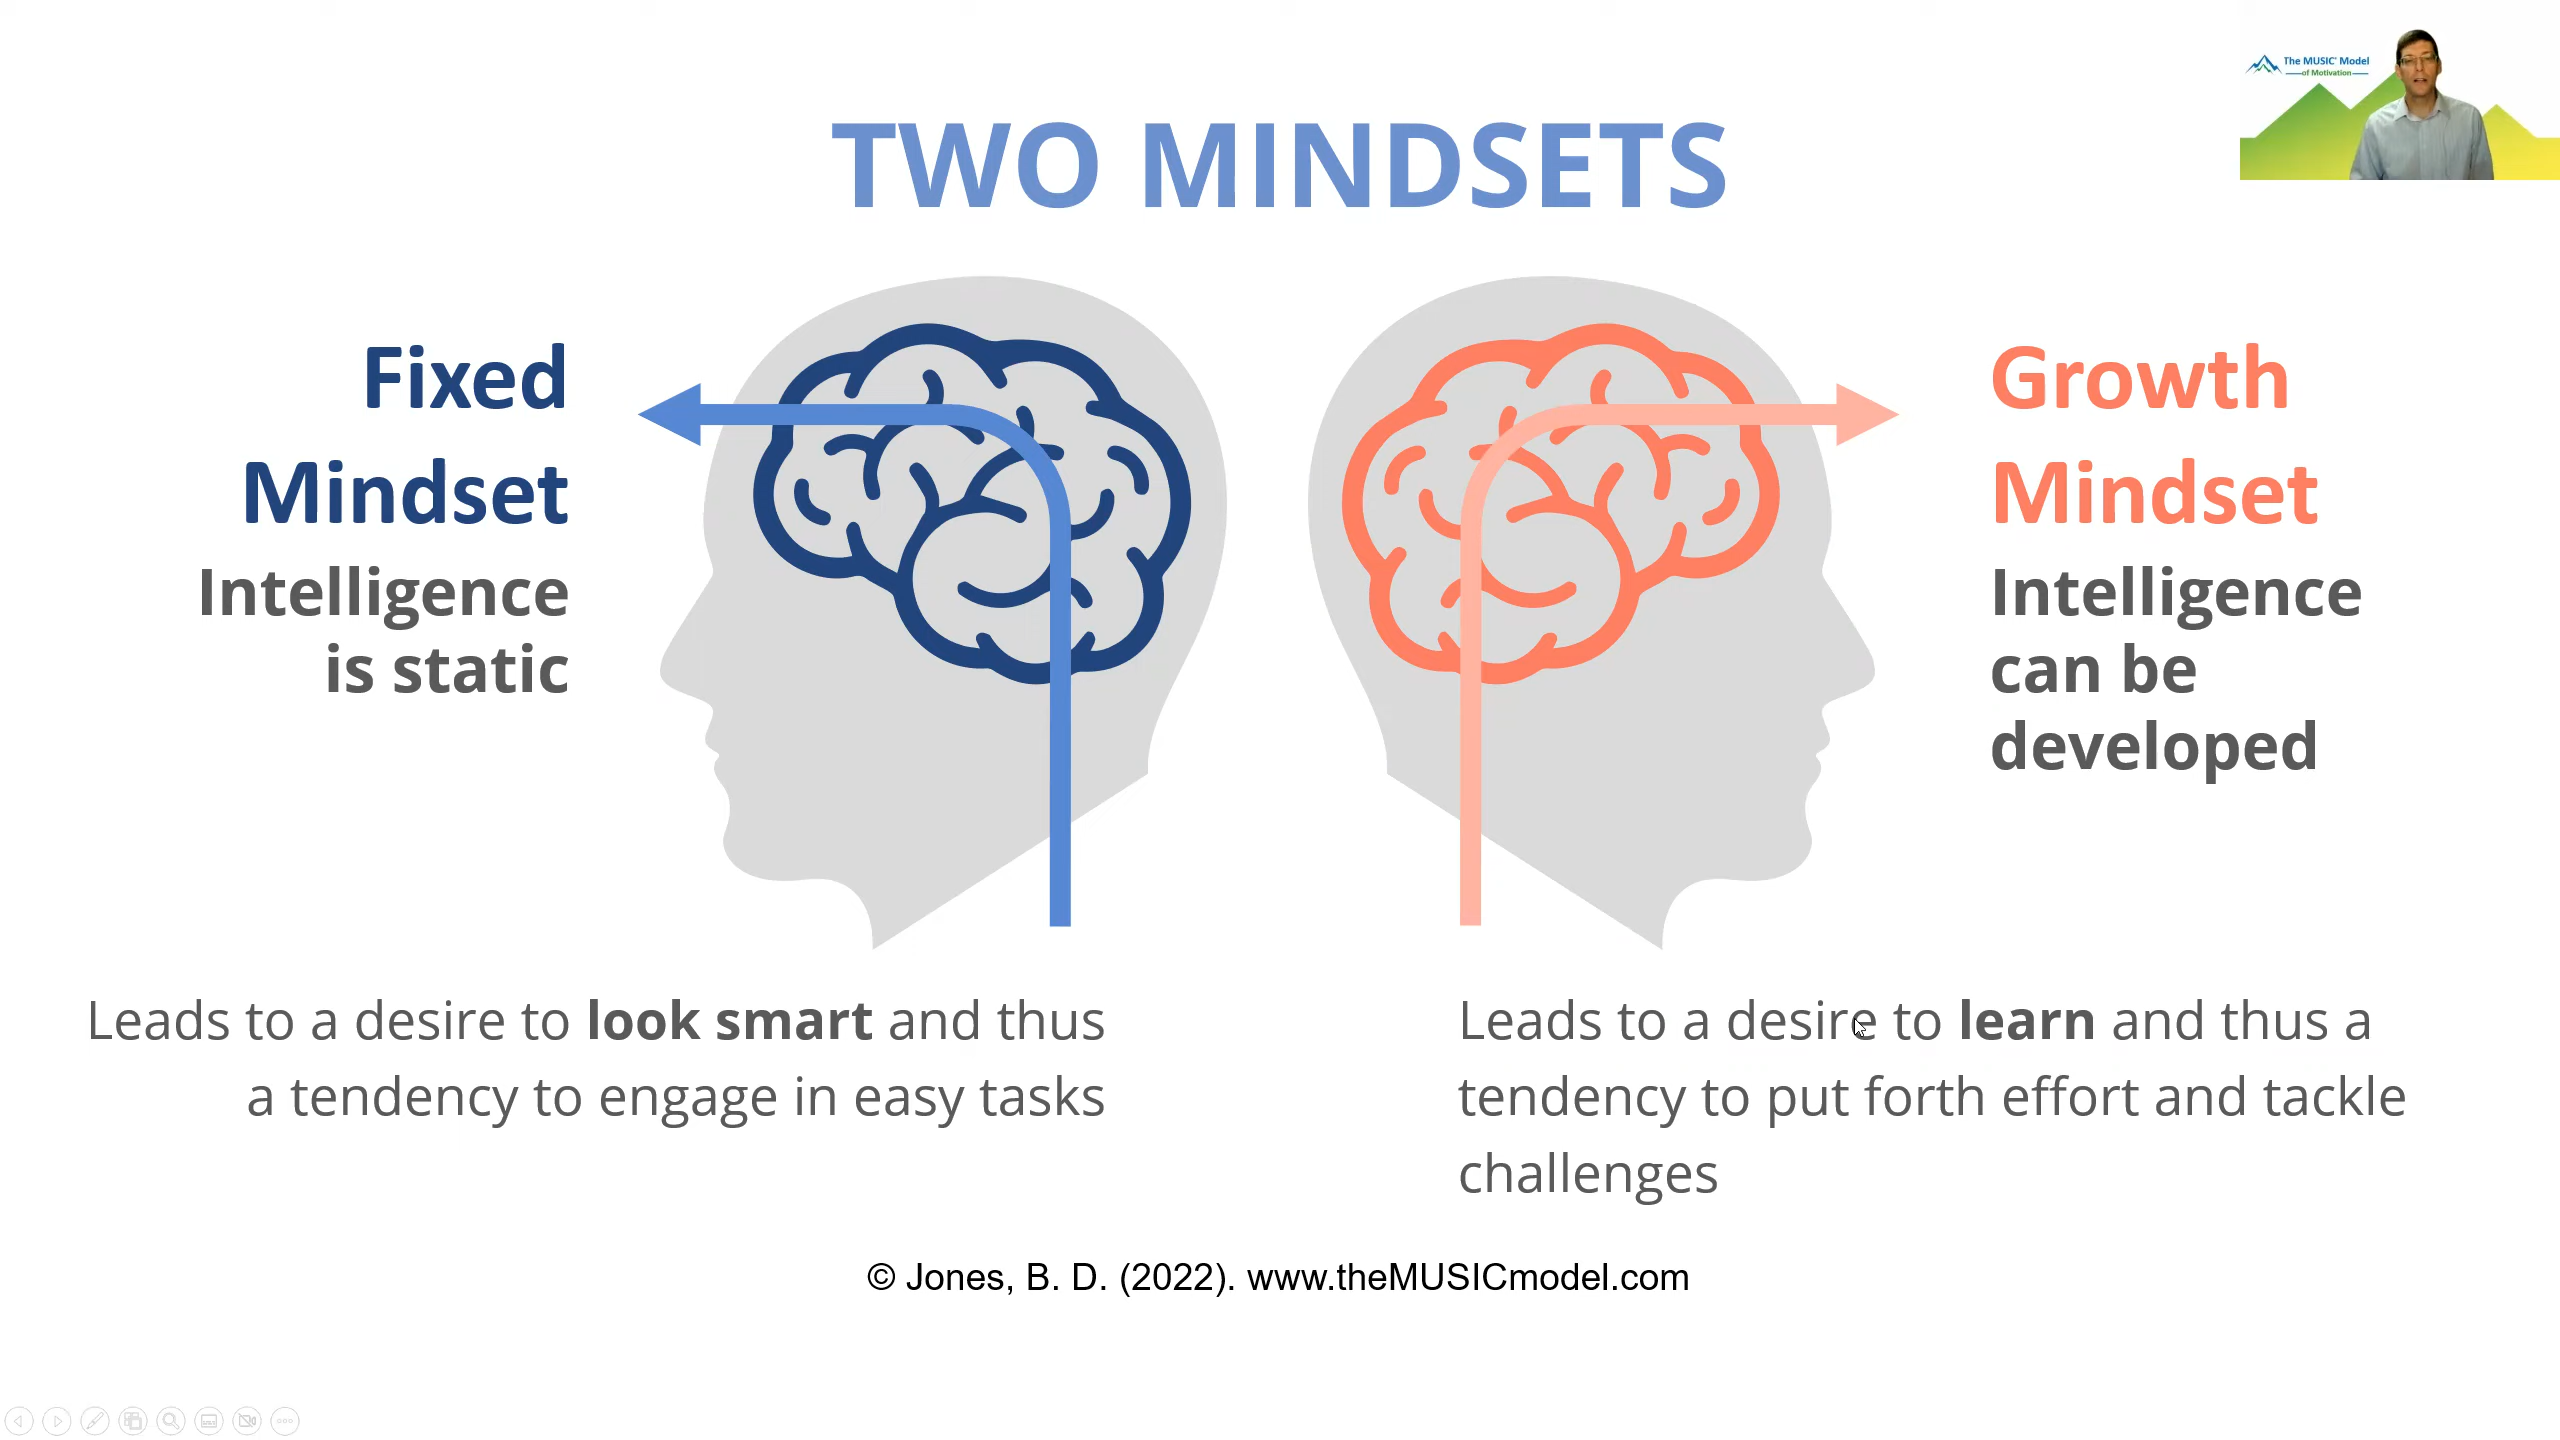 The MUSIC® Model
of Motivation
TWO MINDSETS
Fixed
Mindset
Intelligence
is static
Growth
Mindset
Intelligence
can be
developed
Leads to a desire to look smart and thus
a tendency to engage in easy tasks
Leads to a desire to learn and thus a
tendency to put forth effort and tackle
challenges
© Jones, B. D. (2022). www.theMUSICmodel.com